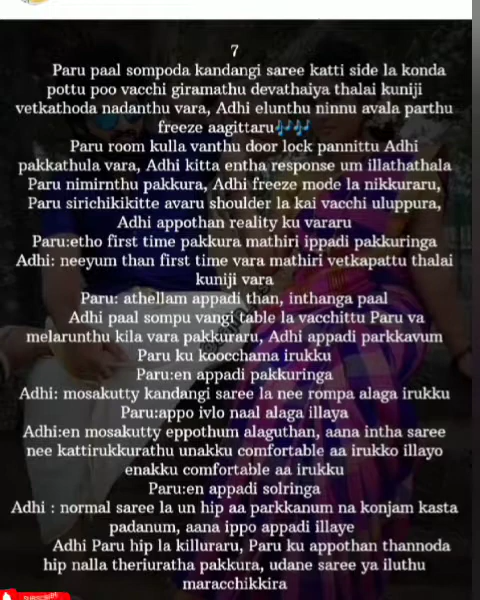 7
Paru paal sompoda kandangi saree katti side la konda
pottu poo vacchi giramathu devathaiya thalai kuniji
vetkathoda nadanthu vara, Adhi elunthu ninnu avala parthu
freeze aagittaru🎶🎶
Paru room kulla vanthu door lock pannittu Adhi
pakkathula vara, Adhi kitta entha response um illathathala
Paru nimirnthu pakkura, Adhi freeze mode la nikkuraru,
Paru sirichikikitte avaru shoulder la kai vacchi uluppura,
Adhi appothan reality ku vararu
Paru:etho first time pakkura mathiri ippadi pakkuringa
Adhi: neeyum than first time vara mathiri vetkapattu thalai
kuniji vara
Paru: athellam appadi than, inthanga paal
Adhi paal sompu vangi table la vacchittu Paru va
melarunthu kila vara pakkuraru, Adhi appadi parkkavum
Paru ku koocchama irukku
Paru:en appadi pakkuringa
Adhi: mosakutty kandangi saree la nee rompa alaga irukku
Paru:appo ivlo naal alaga illaya
Adhi:en mosakutty eppothum alaguthan, aana intha saree
nee kattirukkurathu unakku comfortable aa irukko illayo
enakku comfortable aa irukku
Paru:en appadi solringa
Adhi : normal saree la un hip aa parkkanum na konjam kasta
padanum, aana ippo appadi illaye
Adhi Paru hip la killuraru, Paru ku appothan thannoda
hip nalla theriuratha pakkura, udane saree ya iluthu
maracchikkira
SUBSCRIBE